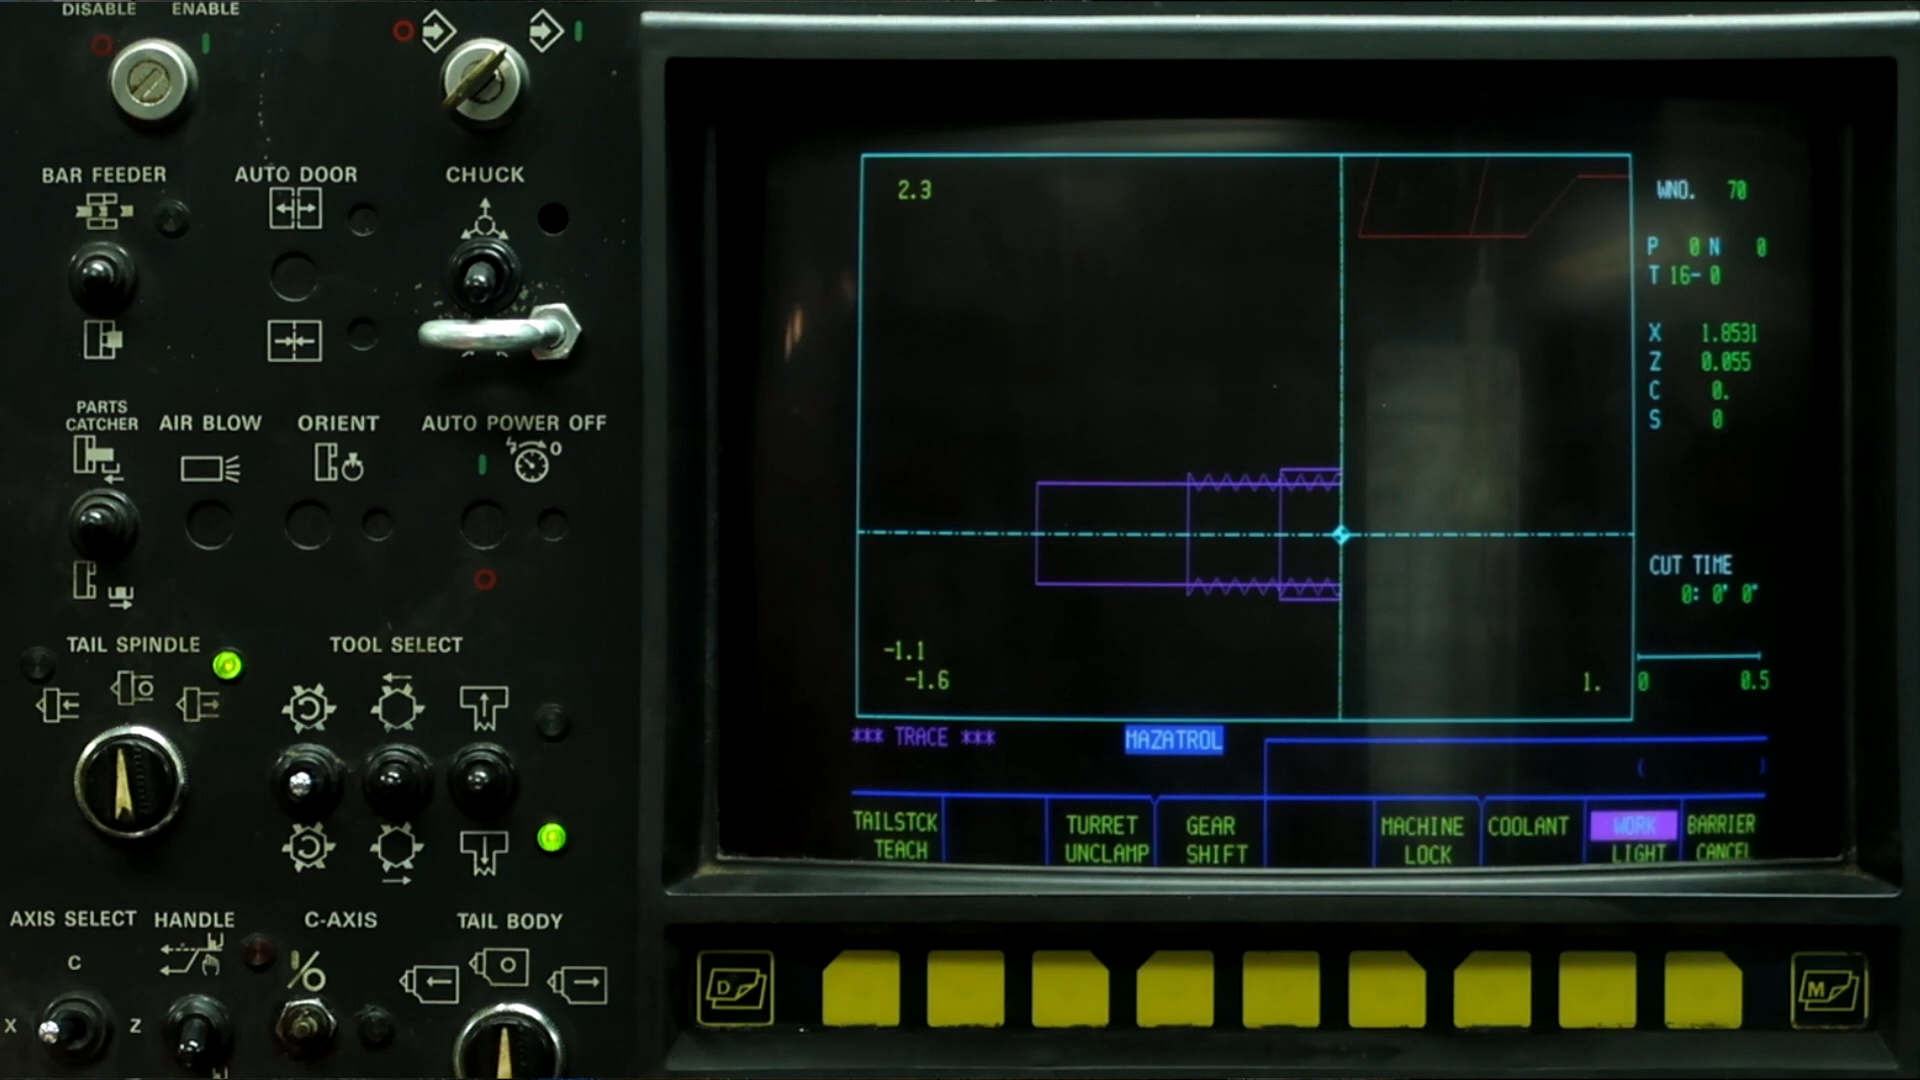 DISABLE ENABLE
BAR FEEDER
AUTO DOOR
CHUCK
PARTS
CATCHER
AIR BLOW
ORIENT
AUTO POWER OFF
O
TAIL SPINDLE
TOOL SELECT
AXIS SELECT
HANDLE
C-AXIS
TAIL BODY
C
X
Z
2.3
-1.1
-1.6
1.
WNO. 70
P 0 N 0
T 16- 0
X 1.8531
Z 0.055
C 0.
S 0
CUT TIME
0: 0' 0"
0 0.5
*** TRACE ***
MAZATROL
( )
TAILSTCK
TEACH
TURRET
UNCLAMP
GEAR
SHIFT
MACHINE
LOCK
COOLANT
WORK
LIGHT
BARRIER
CANCEL
D
M